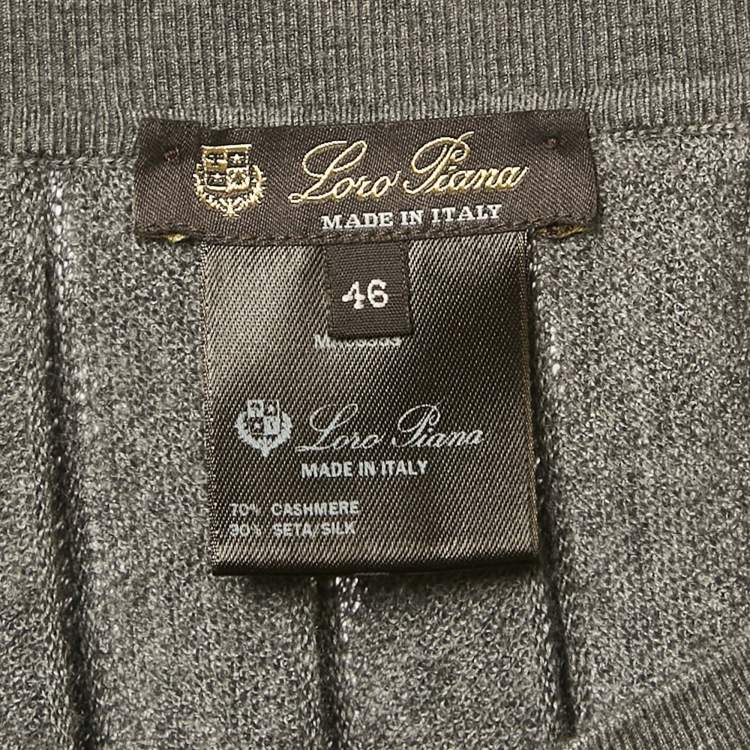 Loro Piana
MADE IN ITALY
46
Loro Piana
MADE IN ITALY
70% CASHMERE
30% SETA/SILK